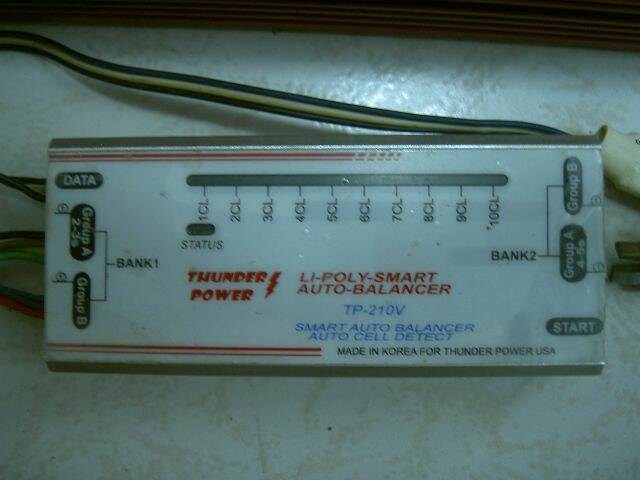 DATA
Group A
2-5s
Group B
BANK1
1CL
2CL
3CL
4CL
5CL
6CL
7CL
8CL
9CL
10CL
STATUS
THUNDER
POWER
LI-POLY-SMART
AUTO-BALANCER
TP-210V
SMART AUTO BALANCER
AUTO CELL DETECT
MADE IN KOREA FOR THUNDER POWER USA
BANK2
Group B
Group A
4-5s
START